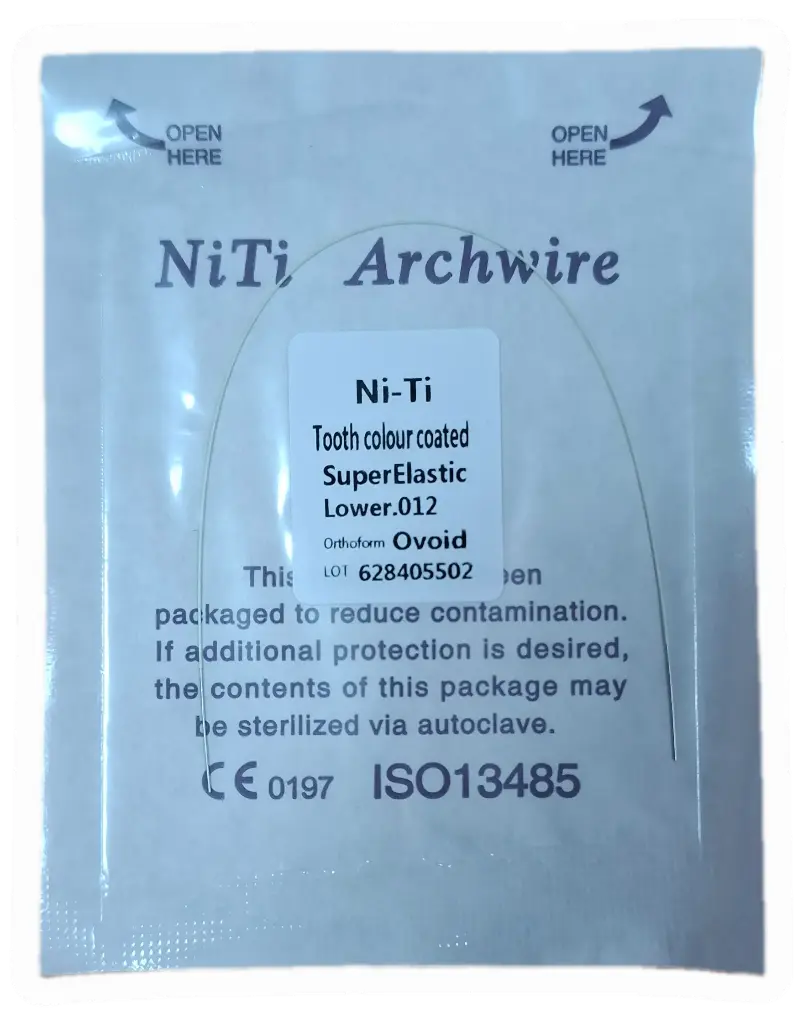 OPEN
HERE
OPEN
HERE
NiTi Archwire
Ni-Ti
Tooth colour coated
SuperElastic
Lower.012
Orthoform Ovoid
LOT 628405502
packaged to reduce contamination.
If additional protection is desired,
the contents of this package may
be sterilized via autoclave.
CE 0197 ISO13485